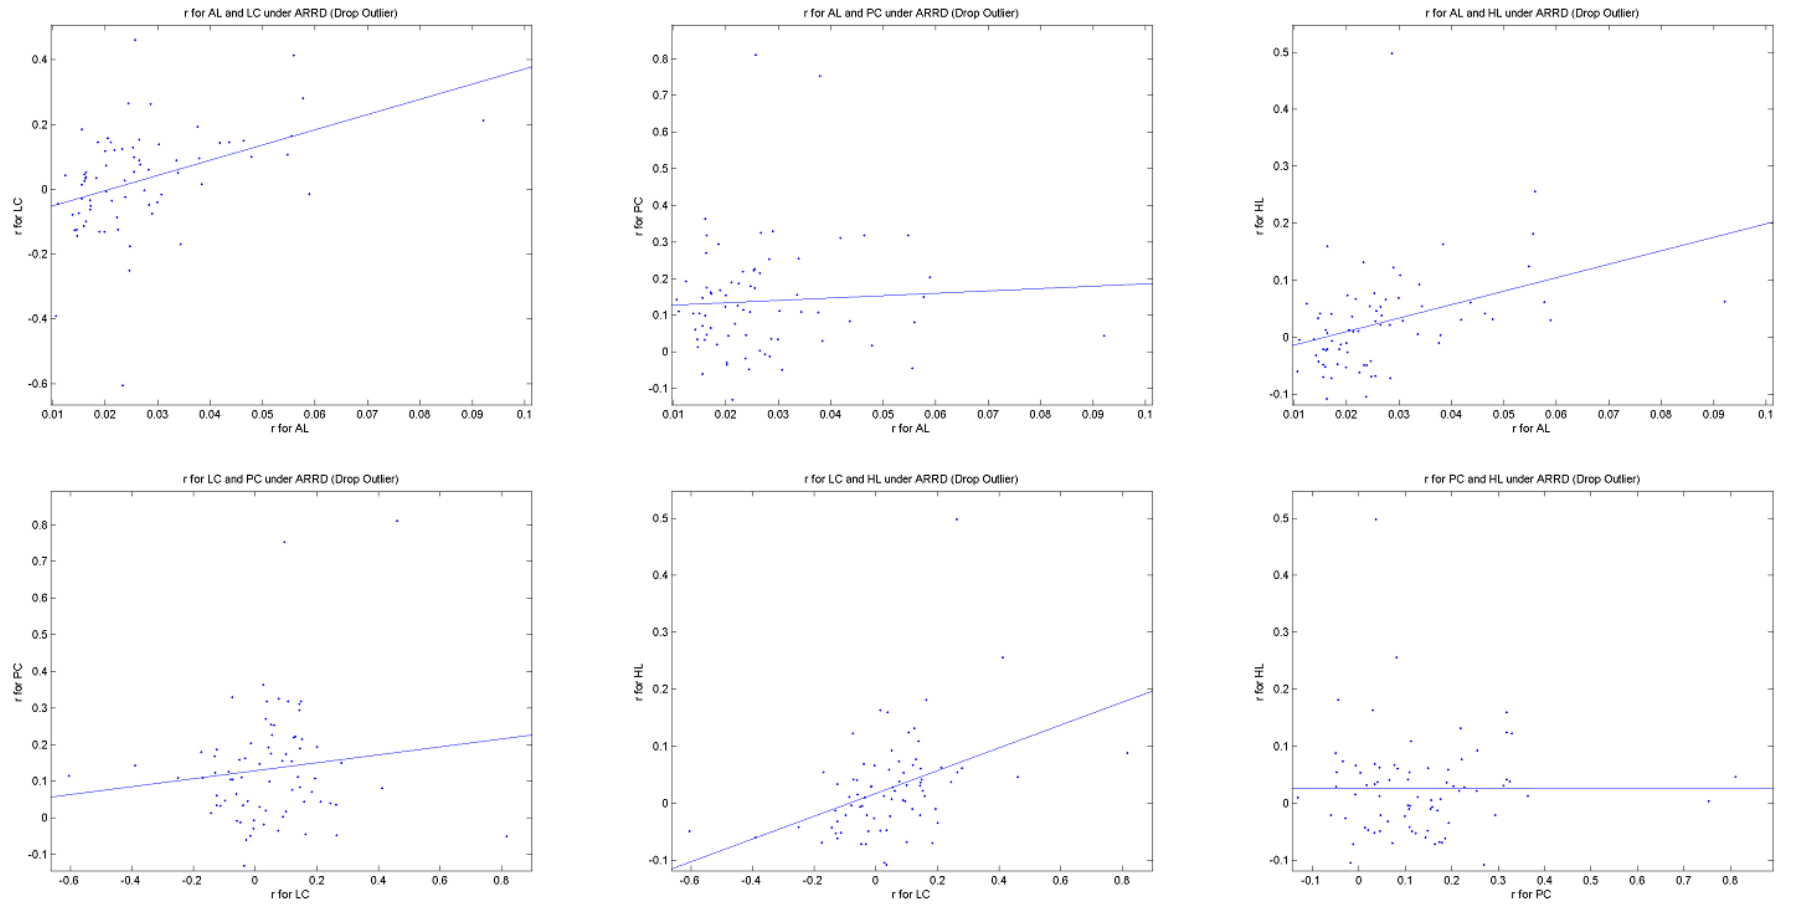 r for AL and LC under ARRD (Drop Outlier)
0.4
0.2
0
-0.2
-0.4
-0.6
r for LC
0.01 0.02 0.03 0.04 0.05 0.06 0.07 0.08 0.09 0.1
r for AL
r for AL and PC under ARRD (Drop Outlier)
0.8
0.7
0.6
0.5
0.4
0.3
0.2
0.1
0
-0.1
r for PC
0.01 0.02 0.03 0.04 0.05 0.06 0.07 0.08 0.09 0.1
r for AL
r for AL and HL under ARRD (Drop Outlier)
0.5
0.4
0.3
0.2
0.1
0
-0.1
r for HL
0.01 0.02 0.03 0.04 0.05 0.06 0.07 0.08 0.09 0.1
r for AL
r for LC and PC under ARRD (Drop Outlier)
0.8
0.7
0.6
0.5
0.4
0.3
0.2
0.1
0
-0.1
r for PC
-0.6 -0.4 -0.2 0 0.2 0.4 0.6 0.8
r for LC
r for LC and HL under ARRD (Drop Outlier)
0.5
0.4
0.3
0.2
0.1
0
-0.1
r for HL
-0.6 -0.4 -0.2 0 0.2 0.4 0.6 0.8
r for LC
r for PC and HL under ARRD (Drop Outlier)
0.5
0.4
0.3
0.2
0.1
0
-0.1
r for HL
-0.1 0 0.1 0.2 0.3 0.4 0.5 0.6 0.7 0.8
r for PC